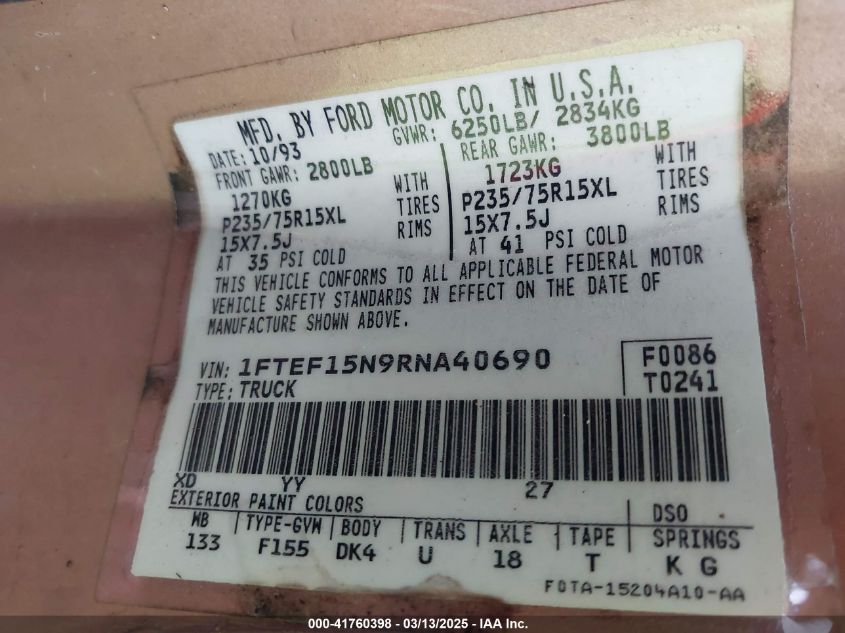 MFD. BY FORD MOTOR CO. IN U.S.A.
DATE: 10/93 GVWR: 6250LB/ 2834KG
FRONT GAWR: 2800LB REAR GAWR: 3800LB
1270KG WITH 1723KG WITH
P235/75R15XL TIRES P235/75R15XL TIRES
15X7.5J RIMS 15X7.5J RIMS
AT 35 PSI COLD AT 41 PSI COLD
THIS VEHICLE CONFORMS TO ALL APPLICABLE FEDERAL MOTOR
VEHICLE SAFETY STANDARDS IN EFFECT ON THE DATE OF
MANUFACTURE SHOWN ABOVE.
VIN: 1FTEF15N9RNA40690 F0086
TYPE: TRUCK T0241
XD YY 27
EXTERIOR PAINT COLORS DSO
WB TYPE-GVW BODY TRANS AXLE TAPE SPRINGS
133 F155 DK4 U 18 T K G
F0TA-15204A10-AA
000-41760398 - 03/13/2025 - IAA Inc.